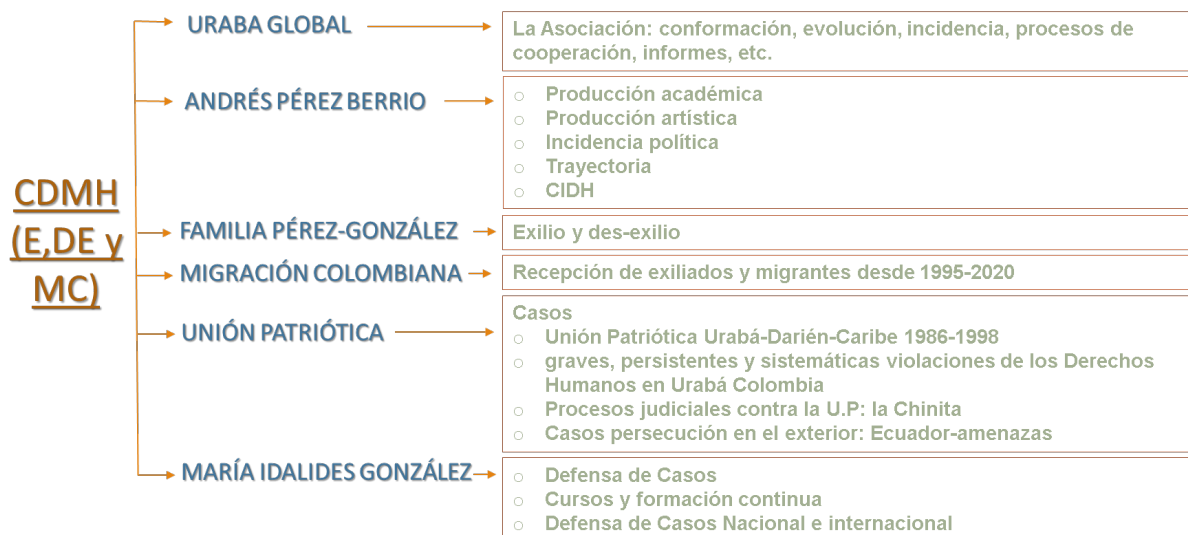 CDMH
(E,DE y
MC)
URABA GLOBAL
La Asociación: conformación, evolución, incidencia, procesos de
cooperación, informes, etc.
ANDRÉS PÉREZ BERRIO
○ Producción académica
○ Producción artística
○ Incidencia política
○ Trayectoria
○ CIDH
FAMILIA PÉREZ-GONZÁLEZ
Exilio y des-exilio
MIGRACIÓN COLOMBIANA
Recepción de exiliados y migrantes desde 1995-2020
UNIÓN PATRIÓTICA
Casos
○ Unión Patriótica Urabá-Darién-Caribe 1986-1998
○ graves, persistentes y sistemáticas violaciones de los Derechos
Humanos en Urabá Colombia
○ Procesos judiciales contra la U.P: la Chinita
○ Casos persecución en el exterior: Ecuador-amenazas
MARÍA IDALIDES GONZÁLEZ
○ Defensa de Casos
○ Cursos y formación continua
○ Defensa de Casos Nacional e internacional